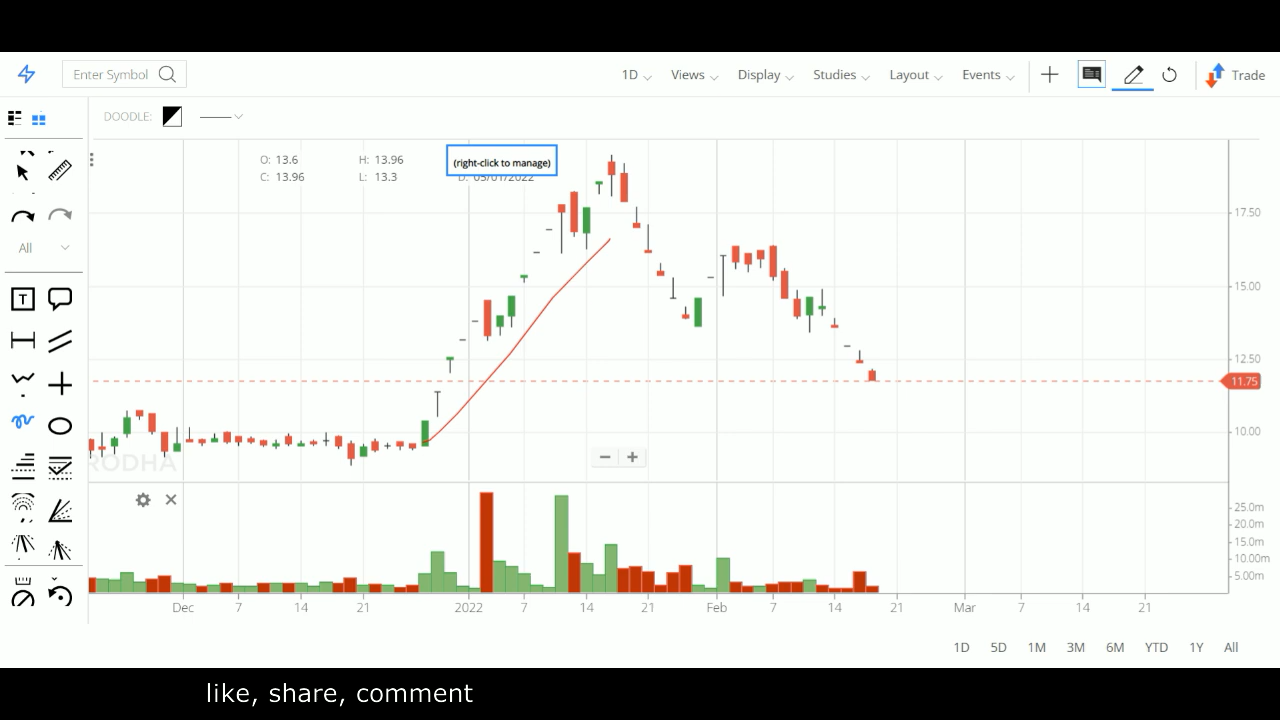 Enter Symbol 1D Views Display Studies Layout Events Trade
DOODLE:
O: 13.6 H: 13.96 (right-click to manage)
C: 13.96 L: 13.3 D: 05/01/2022
All
17.50
15.00
12.50
11.75
10.00
RODHA
T
25.0m
20.0m
15.0m
10.00m
5.00m
Dec 7 14 21 2022 7 14 21 Feb 7 14 21 Mar 7 14 21
1D 5D 1M 3M 6M YTD 1Y All
like, share, comment